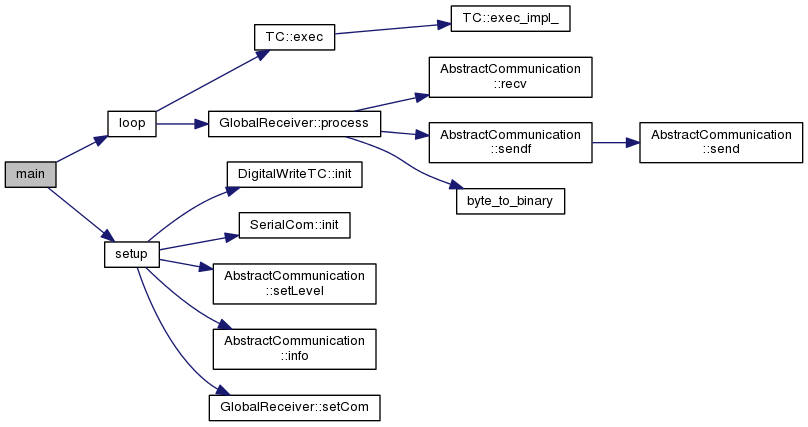 TC::exec_impl_
TC::exec
AbstractCommunication
::recv
loop
GlobalReceiver::process
AbstractCommunication
::sendf
AbstractCommunication
::send
main
DigitalWriteTC::init
byte_to_binary
SerialCom::init
setup
AbstractCommunication
::setLevel
AbstractCommunication
::info
GlobalReceiver::setCom